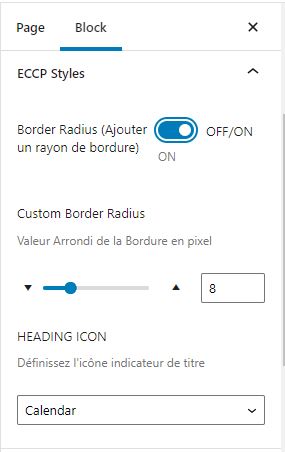 Page Block
ECCP Styles
Border Radius (Ajouter
un rayon de bordure)
OFF/ON
ON
Custom Border Radius
Valeur Arrondi de la Bordure en pixel
8
HEADING ICON
Définissez l'icône indicateur de titre
Calendar